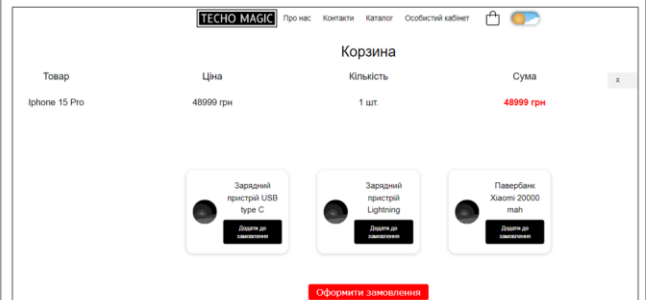 TECHO MAGIC Про нас Контакти Каталог Особистий кабінет
Корзина
Товар Ціна Кількість Сума
x
Iphone 15 Pro 48999 грн 1 шт. 48999 грн
Зарядний
пристрій USB
type C
Додати до
замовлення
Зарядний
пристрій
Lightning
Додати до
замовлення
Павербанк
Xiaomi 20000
mah
Додати до
замовлення
Оформити замовлення